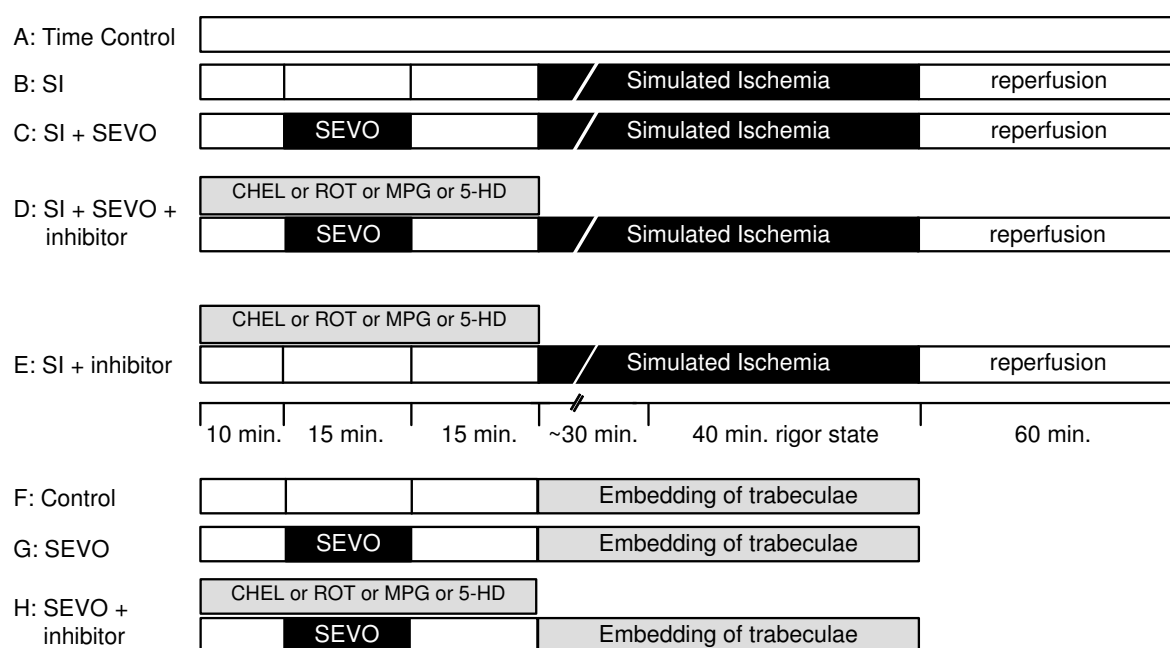 A: Time Control
B: SI
Simulated Ischemia
reperfusion
C: SI + SEVO
SEVO
Simulated Ischemia
reperfusion
CHEL or ROT or MPG or 5-HD
D: SI + SEVO +
inhibitor
SEVO
Simulated Ischemia
reperfusion
CHEL or ROT or MPG or 5-HD
E: SI + inhibitor
Simulated Ischemia
reperfusion
10 min.
15 min.
15 min.
~30 min.
40 min. rigor state
60 min.
F: Control
Embedding of trabeculae
G: SEVO
SEVO
Embedding of trabeculae
CHEL or ROT or MPG or 5-HD
H: SEVO +
inhibitor
SEVO
Embedding of trabeculae